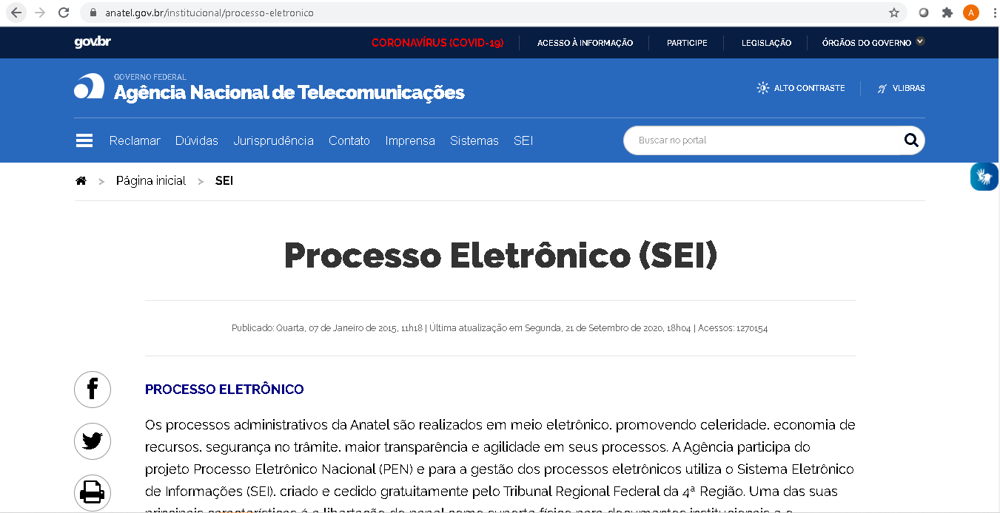 anatel.gov.br/institucional/processo-eletronico
A
gov.br
CORONAVÍRUS (COVID-19)
ACESSO À INFORMAÇÃO
PARTICIPE
LEGISLAÇÃO
ÓRGÃOS DO GOVERNO
GOVERNO FEDERAL
Agência Nacional de Telecomunicações
ALTO CONTRASTE
VLIBRAS
Reclamar Dúvidas Jurisprudência Contato Imprensa Sistemas SEI
Buscar no portal
> Página inicial > SEI
Processo Eletrônico (SEI)
Publicado: Quarta, 07 de Janeiro de 2015, 11h18 | Última atualização em Segunda, 21 de Setembro de 2020, 18h04 | Acessos: 1270154
PROCESSO ELETRÔNICO
Os processos administrativos da Anatel são realizados em meio eletrônico, promovendo celeridade, economia de
recursos, segurança no trâmite, maior transparência e agilidade em seus processos. A Agência participa do
projeto Processo Eletrônico Nacional (PEN) e para a gestão dos processos eletrônicos utiliza o Sistema Eletrônico
de Informações (SEI), criado e cedido gratuitamente pelo Tribunal Regional Federal da 4ª Região. Uma das suas